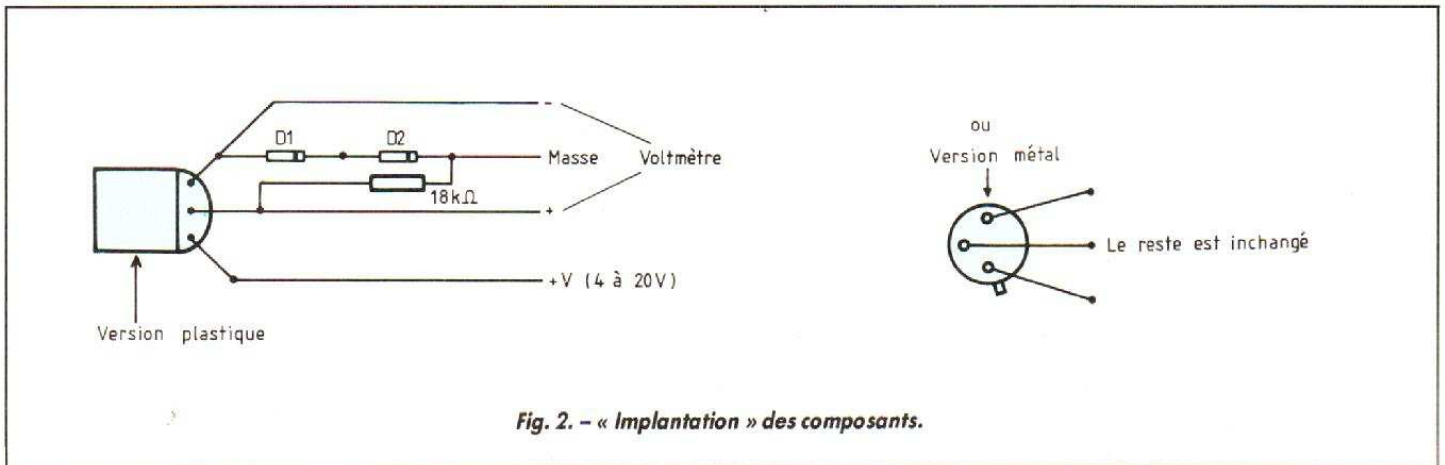 -
D1
D2
Masse
Voltmètre
18kΩ
+
+V (4 à 20V)
Version plastique
ou
Version métal
Le reste est inchangé
Fig. 2. – « Implantation » des composants.